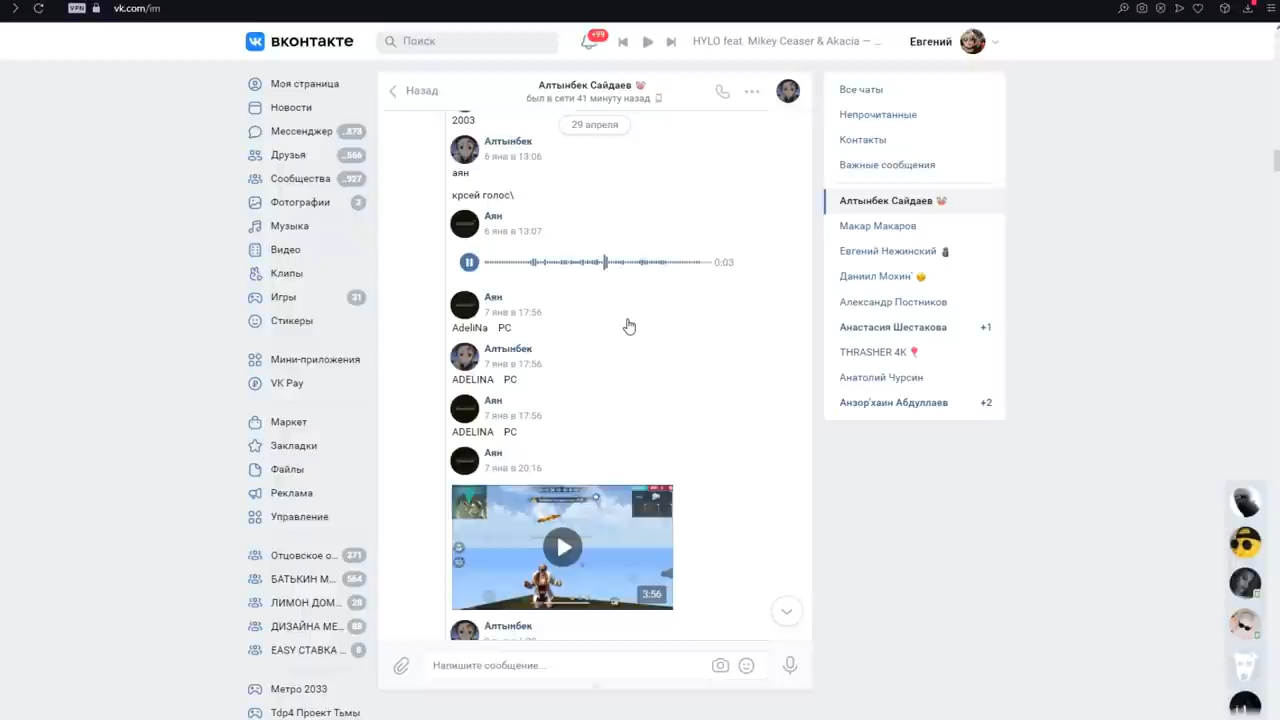 VPN vk.com/im
вконтакте
Поиск
+99
HYLO feat. Mikey Ceaser & Akacia — ...
Евгений
Моя страница
Новости
Мессенджер ..873
Друзья ..566
Сообщества ..927
Фотографии 3
Музыка
Видео
Клипы
Игры 31
Стикеры
Мини-приложения
VK Pay
Маркет
Закладки
Файлы
Реклама
Управление
Отцовское о... 371
БАТЬКИН М... 564
ЛИМОН ДОМ... 28
ДИЗАЙНА МЕ... 88
EASY СТАВКА ... 8
Метро 2033
Tdp4 Проект Тьмы
Назад
Алтынбек Сайдаев
был в сети 41 минуту назад
2003
29 апреля
Алтынбек
6 янв в 13:06
аян
крсей голос\
Аян
6 янв в 13:07
0:03
Аян
7 янв в 17:56
AdeliNa PC
Алтынбек
7 янв в 17:56
ADELINA PC
Аян
7 янв в 17:56
ADELINA PC
Аян
7 янв в 20:16
3:56
Алтынбек
Напишите сообщение...
Все чаты
Непрочитанные
Контакты
Важные сообщения
Алтынбек Сайдаев
Макар Макаров
Евгений Нежинский
Даниил Мохин`
Александр Постников
Анастасия Шестакова +1
THRASHER 4K
Анатолий Чурсин
Анзор'хаин Абдуллаев +2